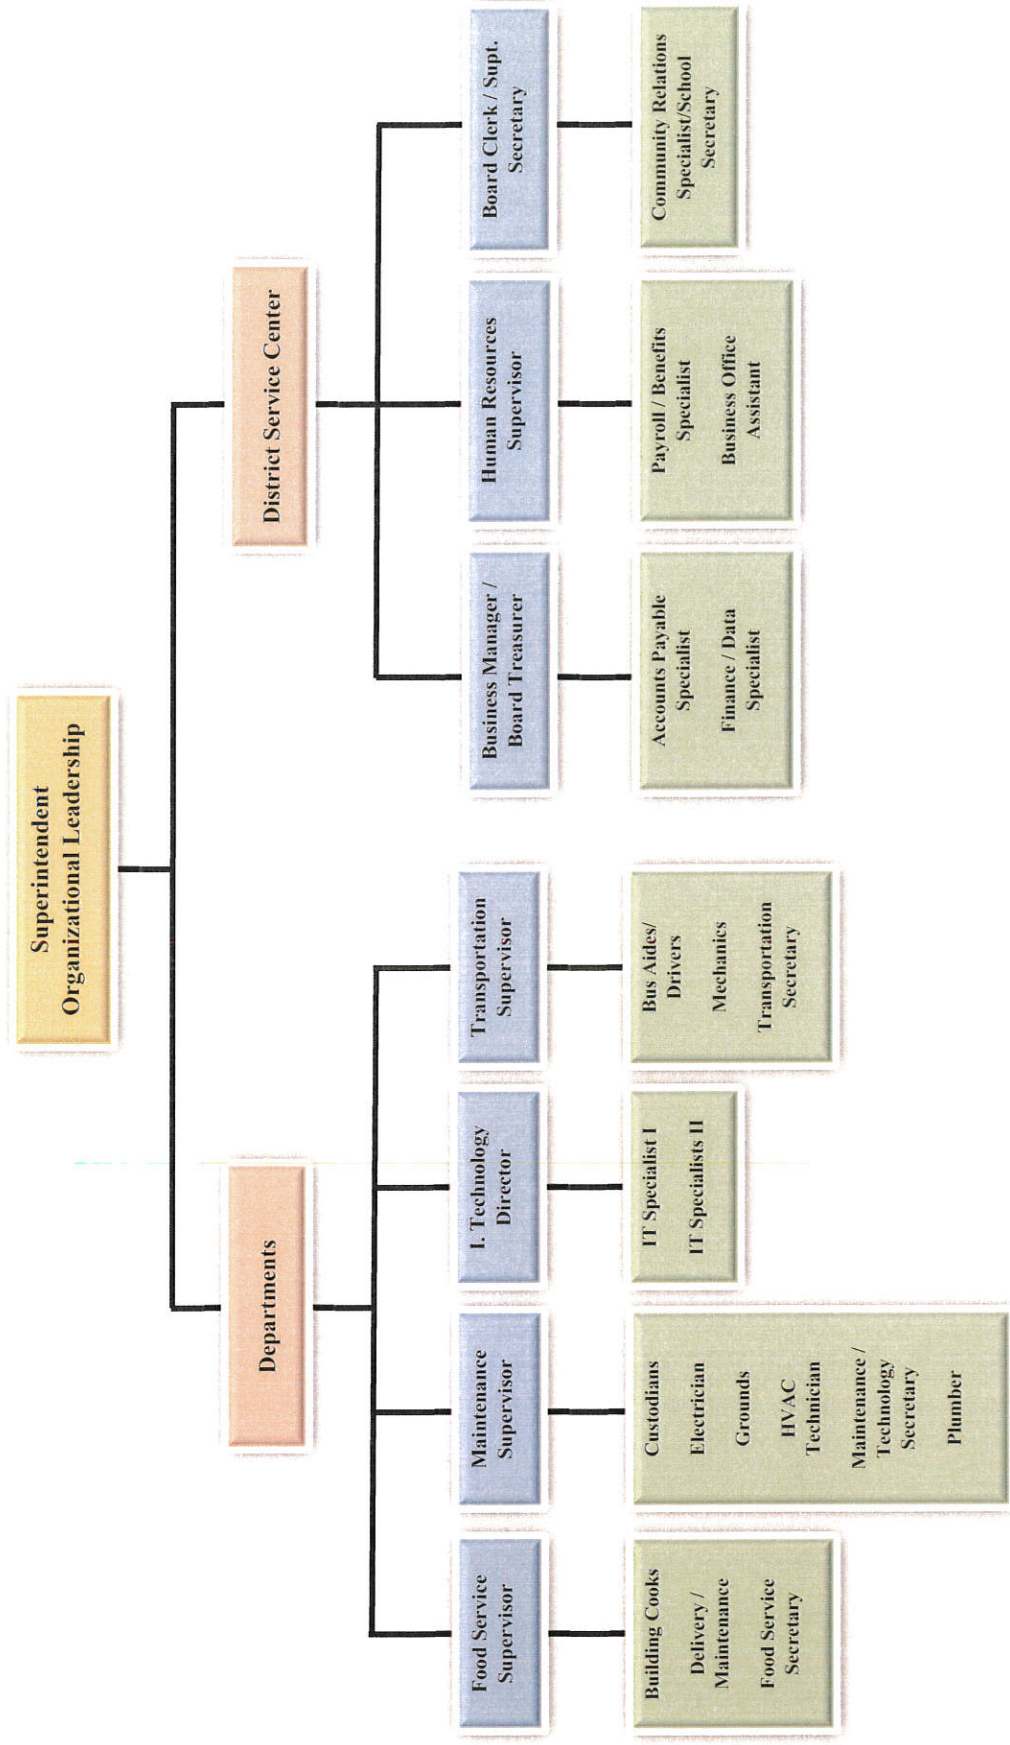 Superintendent
Organizational Leadership
Departments
District Service Center
Food Service
Supervisor
Maintenance
Supervisor
I. Technology
Director
Transportation
Supervisor
Business Manager /
Board Treasurer
Human Resources
Supervisor
Board Clerk / Supt.
Secretary
Building Cooks
Delivery /
Maintenance
Food Service
Secretary
Custodians
Electrician
Grounds
HVAC
Technician
Maintenance /
Technology
Secretary
Plumber
IT Specialist I
IT Specialists II
Bus Aides/
Drivers
Mechanics
Transportation
Secretary
Accounts Payable
Specialist
Finance / Data
Specialist
Payroll / Benefits
Specialist
Business Office
Assistant
Community Relations
Specialist/School
Secretary